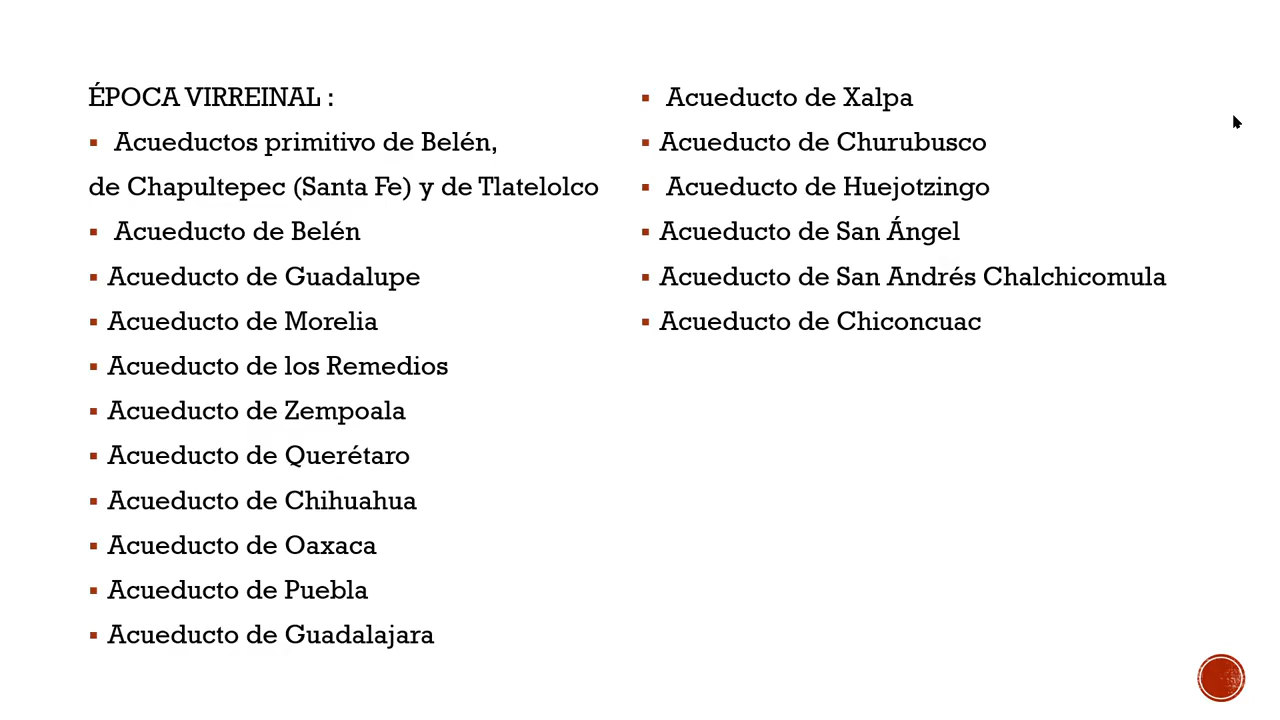 ÉPOCA VIRREINAL :
▪ Acueductos primitivo de Belén,
de Chapultepec (Santa Fe) y de Tlatelolco
▪ Acueducto de Belén
▪ Acueducto de Guadalupe
▪ Acueducto de Morelia
▪ Acueducto de los Remedios
▪ Acueducto de Zempoala
▪ Acueducto de Querétaro
▪ Acueducto de Chihuahua
▪ Acueducto de Oaxaca
▪ Acueducto de Puebla
▪ Acueducto de Guadalajara
▪ Acueducto de Xalpa
▪ Acueducto de Churubusco
▪ Acueducto de Huejotzingo
▪ Acueducto de San Ángel
▪ Acueducto de San Andrés Chalchicomula
▪ Acueducto de Chiconcuac